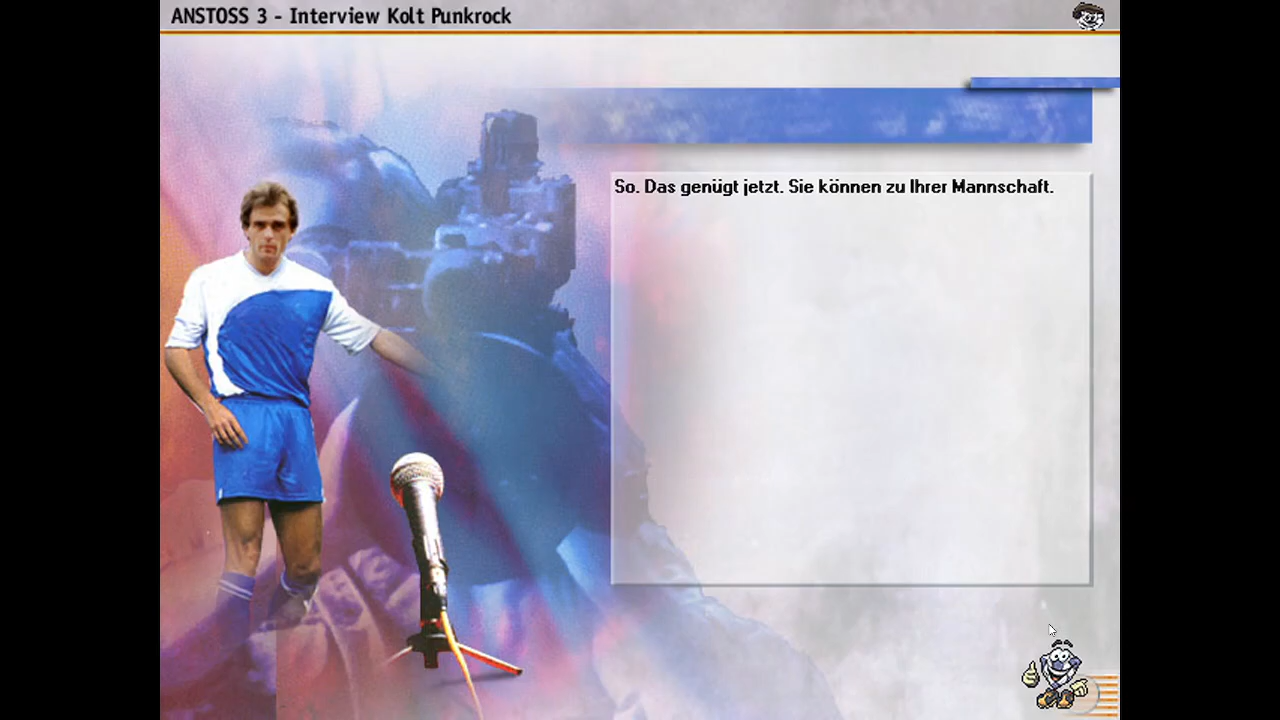 ANSTOSS 3 - Interview Kolt Punkrock
So. Das genügt jetzt. Sie können zu Ihrer Mannschaft.